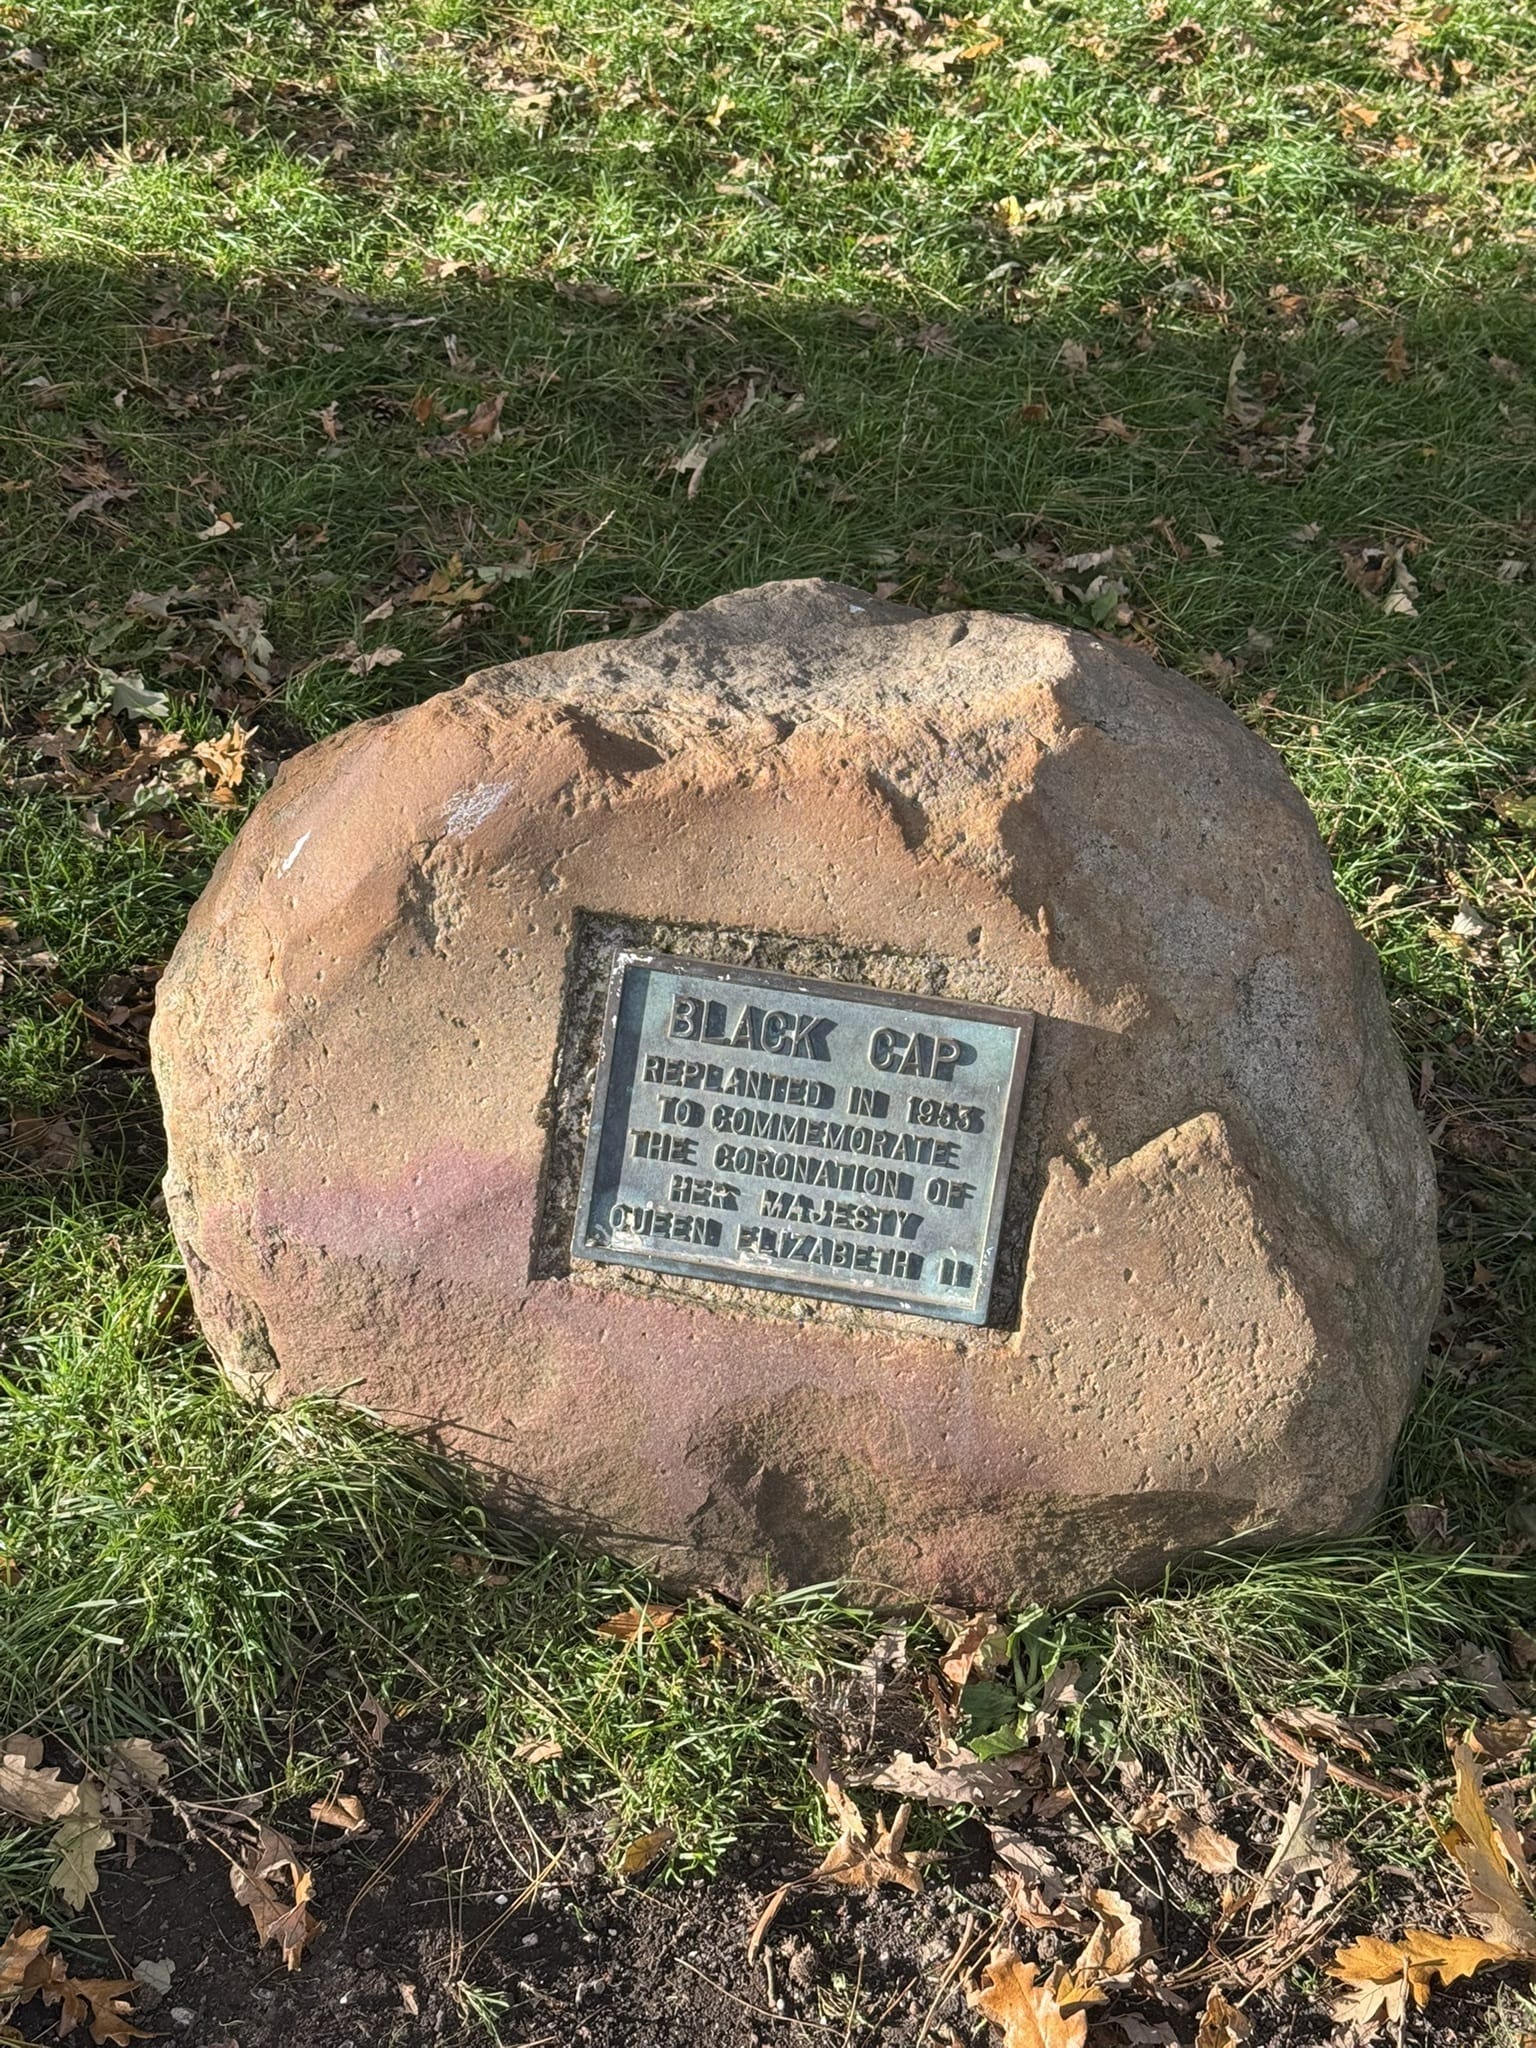 BLACK CAP
REPLANTED IN 1953
TO COMMEMORATE
THE CORONATION OF
HER MAJESTY
QUEEN ELIZABETH II